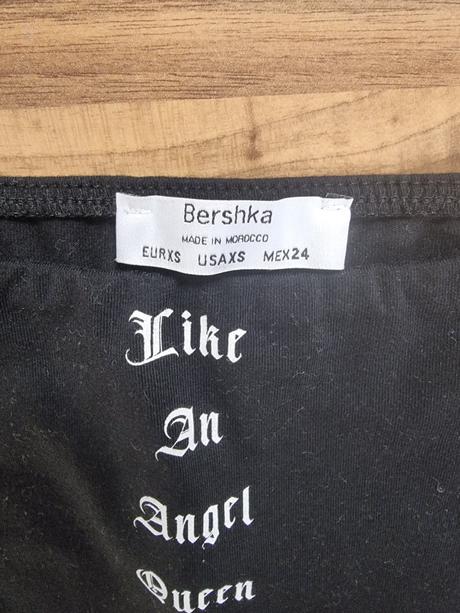 Bershka
MADE IN MOROCCO
EURXS USAXS MEX24
Like
An
Angel
Queen